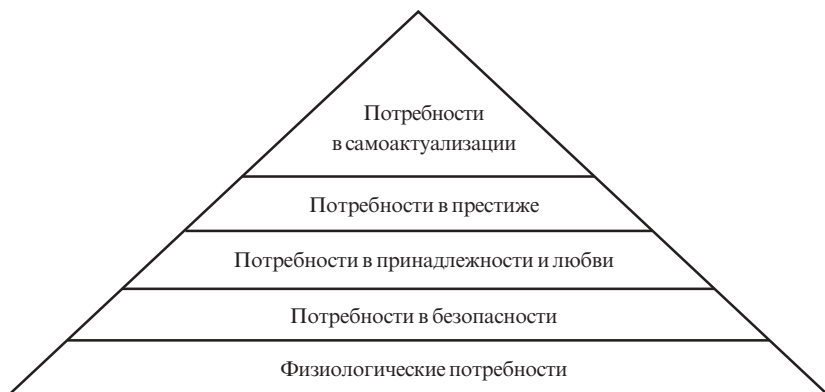 Потребности
в самоактуализации
Потребности в престиже
Потребности в принадлежности и любви
Потребности в безопасности
Физиологические потребности